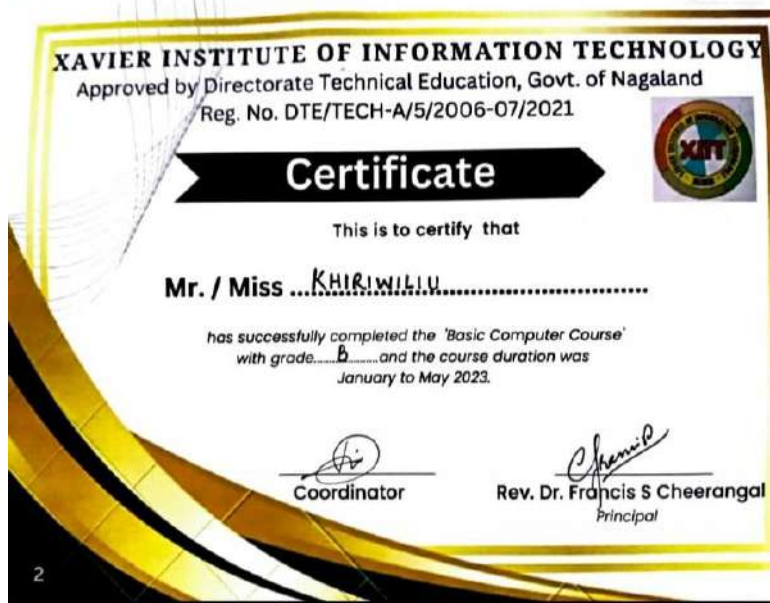 XAVIER INSTITUTE OF INFORMATION TECHNOLOGY
Approved by Directorate Technical Education, Govt. of Nagaland
Reg. No. DTE/TECH-A/5/2006-07/2021
XIIT
Certificate
This is to certify that
Mr. / Miss ...KHIRIWILIU...............................
has successfully completed the 'Basic Computer Course'
with grade......B.........and the course duration was
January to May 2023.
Coordinator
Rev. Dr. Francis S Cheerangal
Principal
2